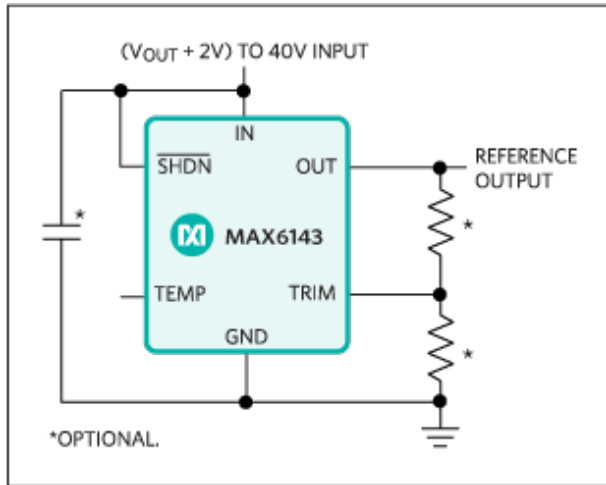 (VOUT + 2V) TO 40V INPUT
IN
SHDN
OUT
REFERENCE
OUTPUT
*
*
MAX6143
TEMP
TRIM
*
GND
*OPTIONAL.